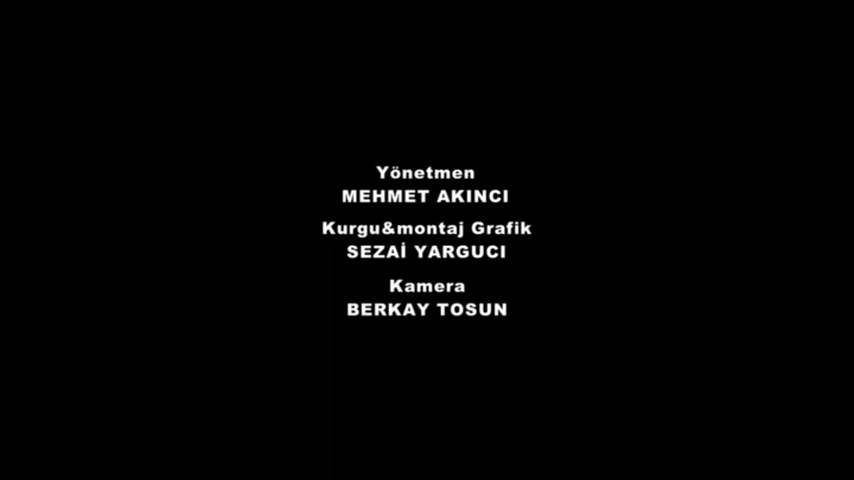 Yönetmen
MEHMET AKINCI
Kurgu&montaj Grafik
SEZAİ YARGUCI
Kamera
BERKAY TOSUN